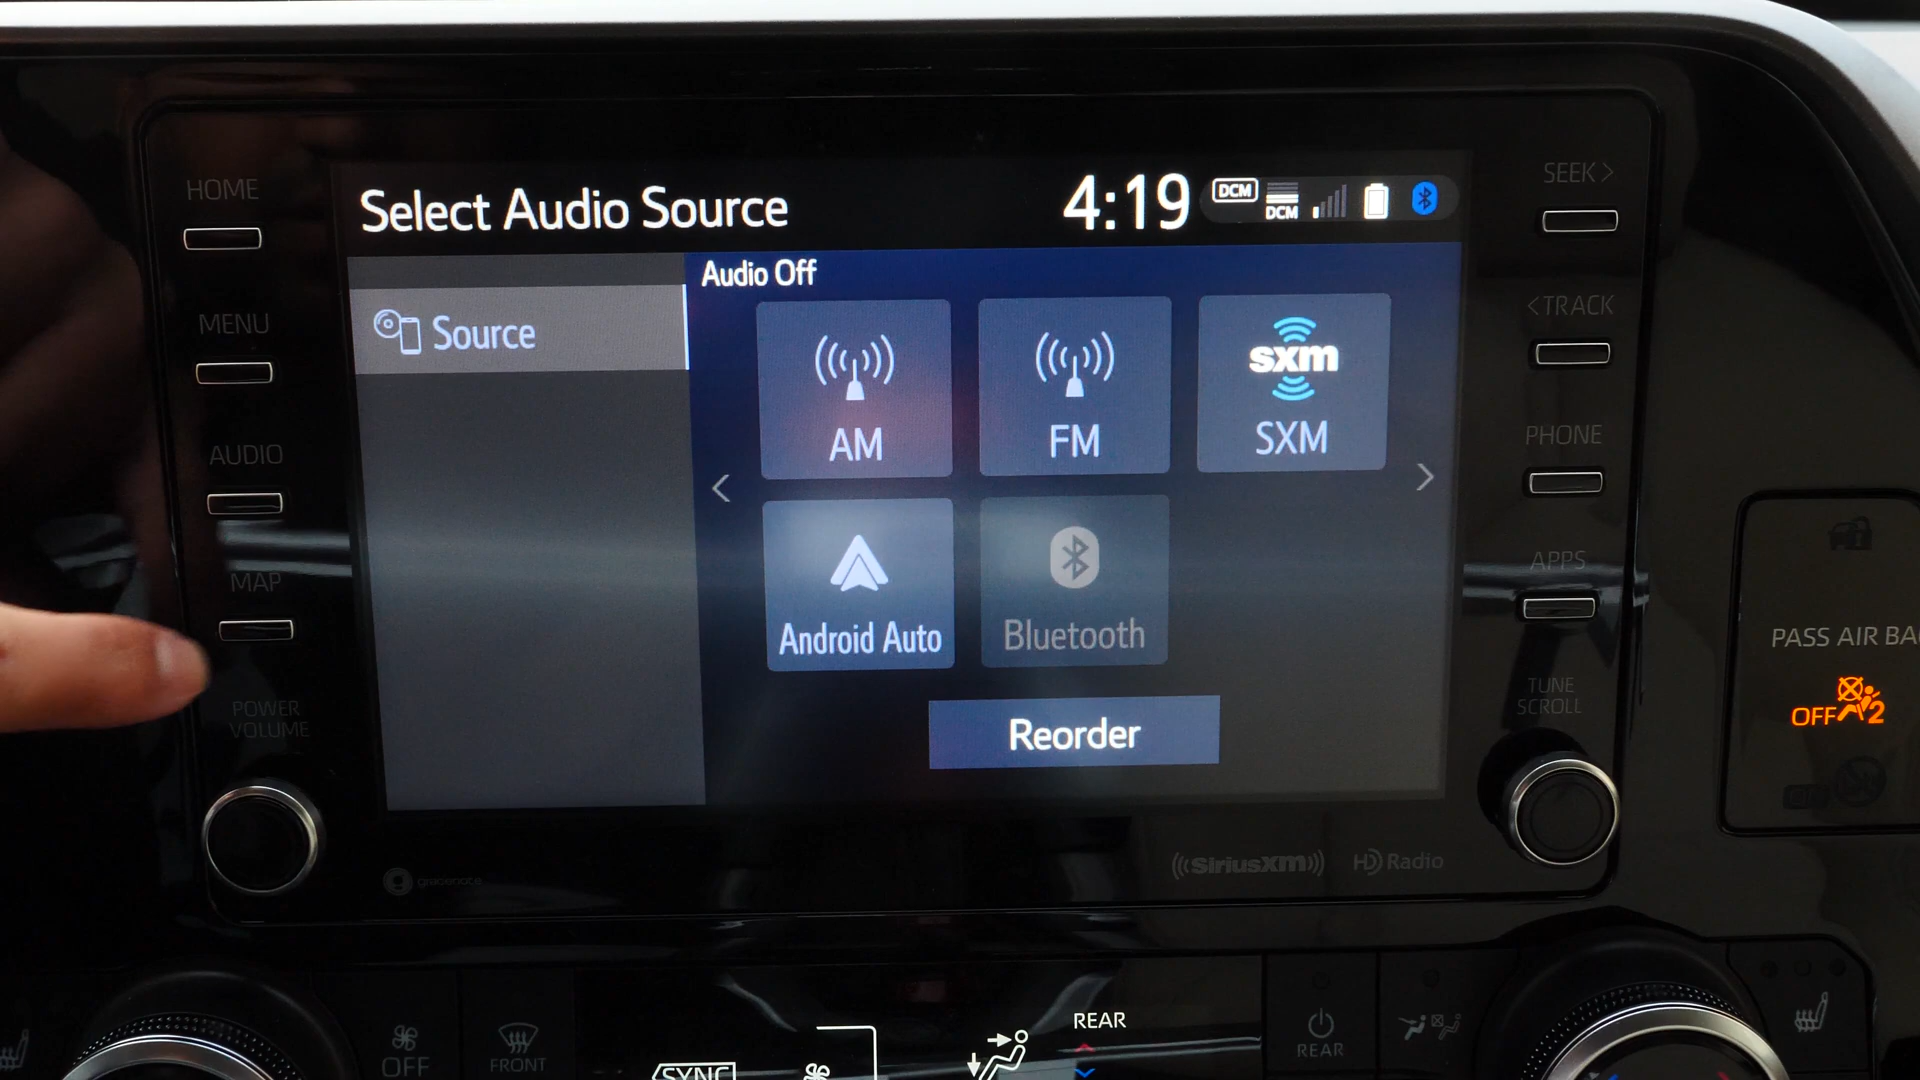 HOME
MENU
AUDIO
MAP
POWER
VOLUME
Select Audio Source
4:19
DCM
DCM
Source
Audio Off
AM
FM
sxm
SXM
Android Auto
Bluetooth
Reorder
SEEK>
<TRACK
PHONE
APPS
TUNE
SCROLL
gracenote
((SiriusXM))
HD Radio
PASS AIR BA
OFF 2
OFF
FRONT
SYNC
REAR
REAR